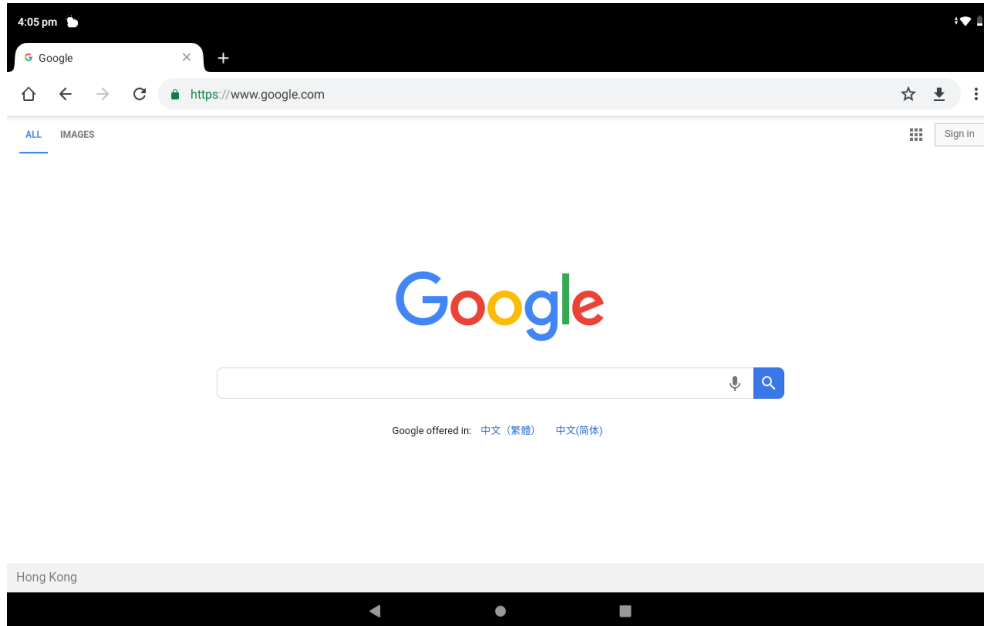 4:05 pm
Google
https://www.google.com
ALL IMAGES
Sign in
Google
Google offered in: 中文（繁體） 中文(简体)
Hong Kong